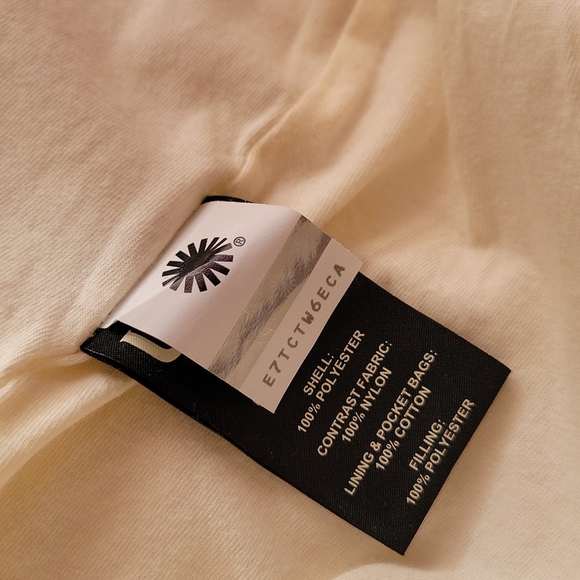 ®
E7TCTW6ECA
SHELL:
100% POLYESTER
CONTRAST FABRIC:
100% NYLON
LINING & POCKET BAGS:
100% COTTON
FILLING:
100% POLYESTER